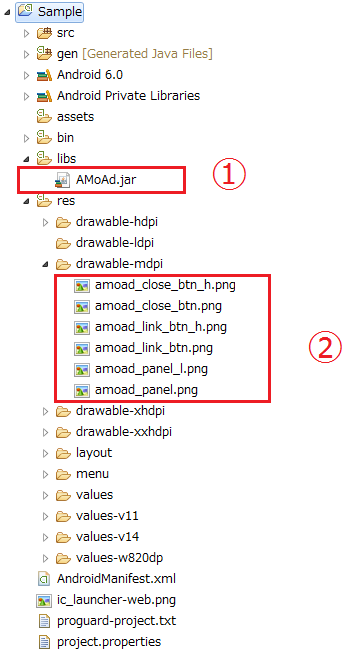 Sample
src
gen [Generated Java Files]
Android 6.0
Android Private Libraries
assets
bin
libs
AMoAd.jar
①
res
drawable-hdpi
drawable-ldpi
drawable-mdpi
amoad_close_btn_h.png
amoad_close_btn.png
amoad_link_btn_h.png
amoad_link_btn.png
②
amoad_panel_l.png
amoad_panel.png
drawable-xhdpi
drawable-xxhdpi
layout
menu
values
values-v11
values-v14
values-w820dp
AndroidManifest.xml
ic_launcher-web.png
proguard-project.txt
project.properties